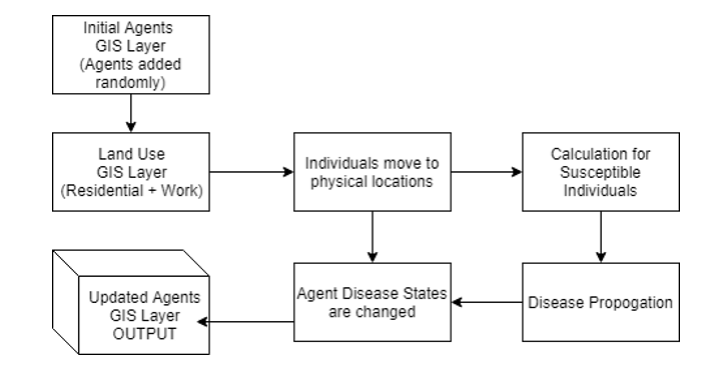 Initial Agents
GIS Layer
(Agents added
randomly)
Land Use
GIS Layer
(Residential + Work)
Individuals move to
physical locations
Calculation for
Susceptible
Individuals
Updated Agents
GIS Layer
OUTPUT
Agent Disease States
are changed
Disease Propogation